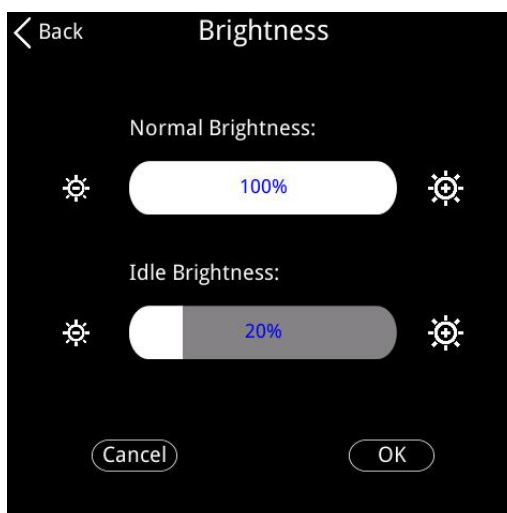 Back Brightness
Normal Brightness:
100%
Idle Brightness:
20%
Cancel OK